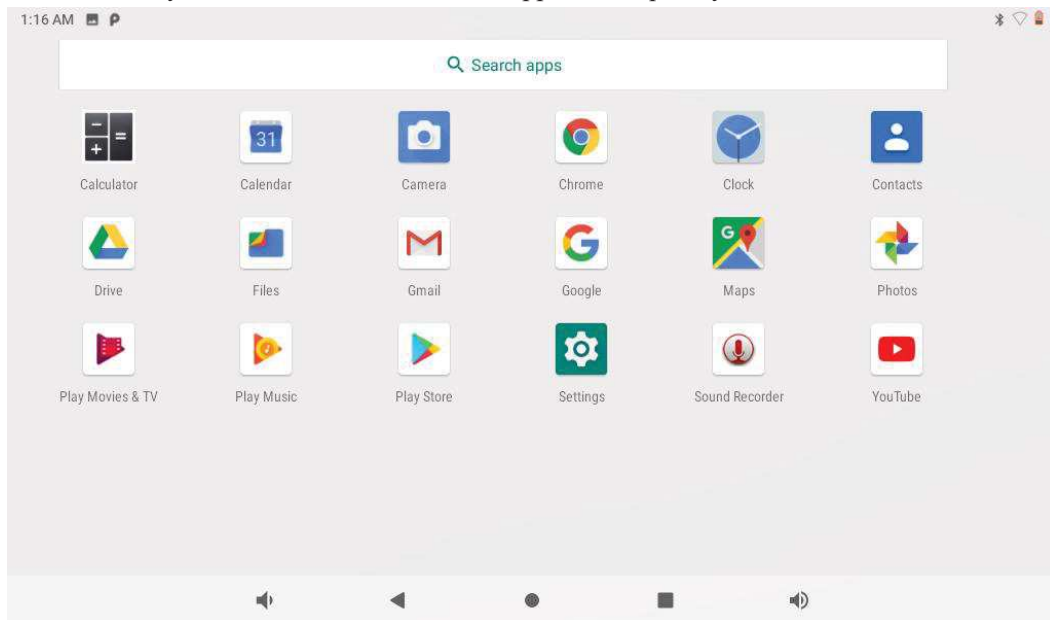 1:16 AM
Search apps
31
Calculator Calendar Camera Chrome Clock Contacts
G
Drive Files Gmail Google Maps Photos
Play Movies & TV Play Music Play Store Settings Sound Recorder YouTube